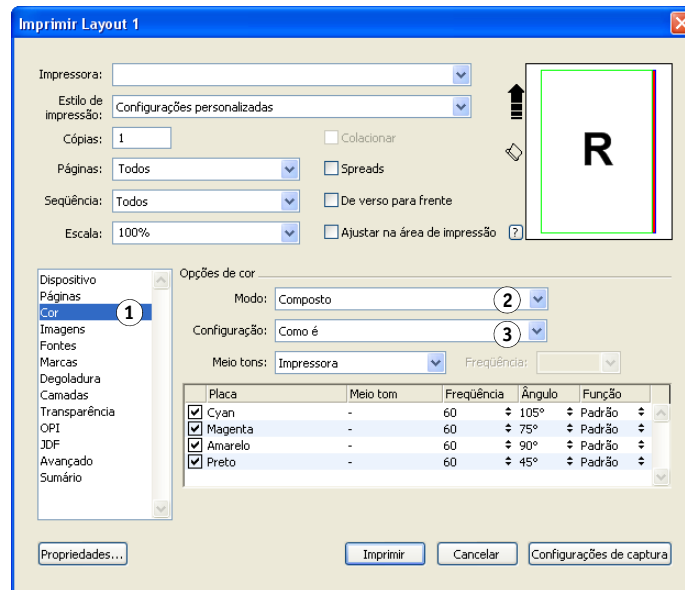 Imprimir Layout 1
Impressora:
Estilo de impressão: Configurações personalizadas
Cópias: 1 Colacionar
Páginas: Todos Spreads
Seqüência: Todos De verso para frente
Escala: 100% Ajustar na área de impressão ?
R
Dispositivo
Páginas
Cor 1
Imagens
Fontes
Marcas
Degoladura
Camadas
Transparência
OPI
JDF
Avançado
Sumário
Opções de cor
Modo: Composto 2
Configuração: Como é 3
Meio tons: Impressora Freqüência:
Placa Meio tom Freqüência Ângulo Função
Cyan - 60 105° Padrão
Magenta - 60 75° Padrão
Amarelo - 60 90° Padrão
Preto - 60 45° Padrão
Propriedades... Imprimir Cancelar Configurações de captura